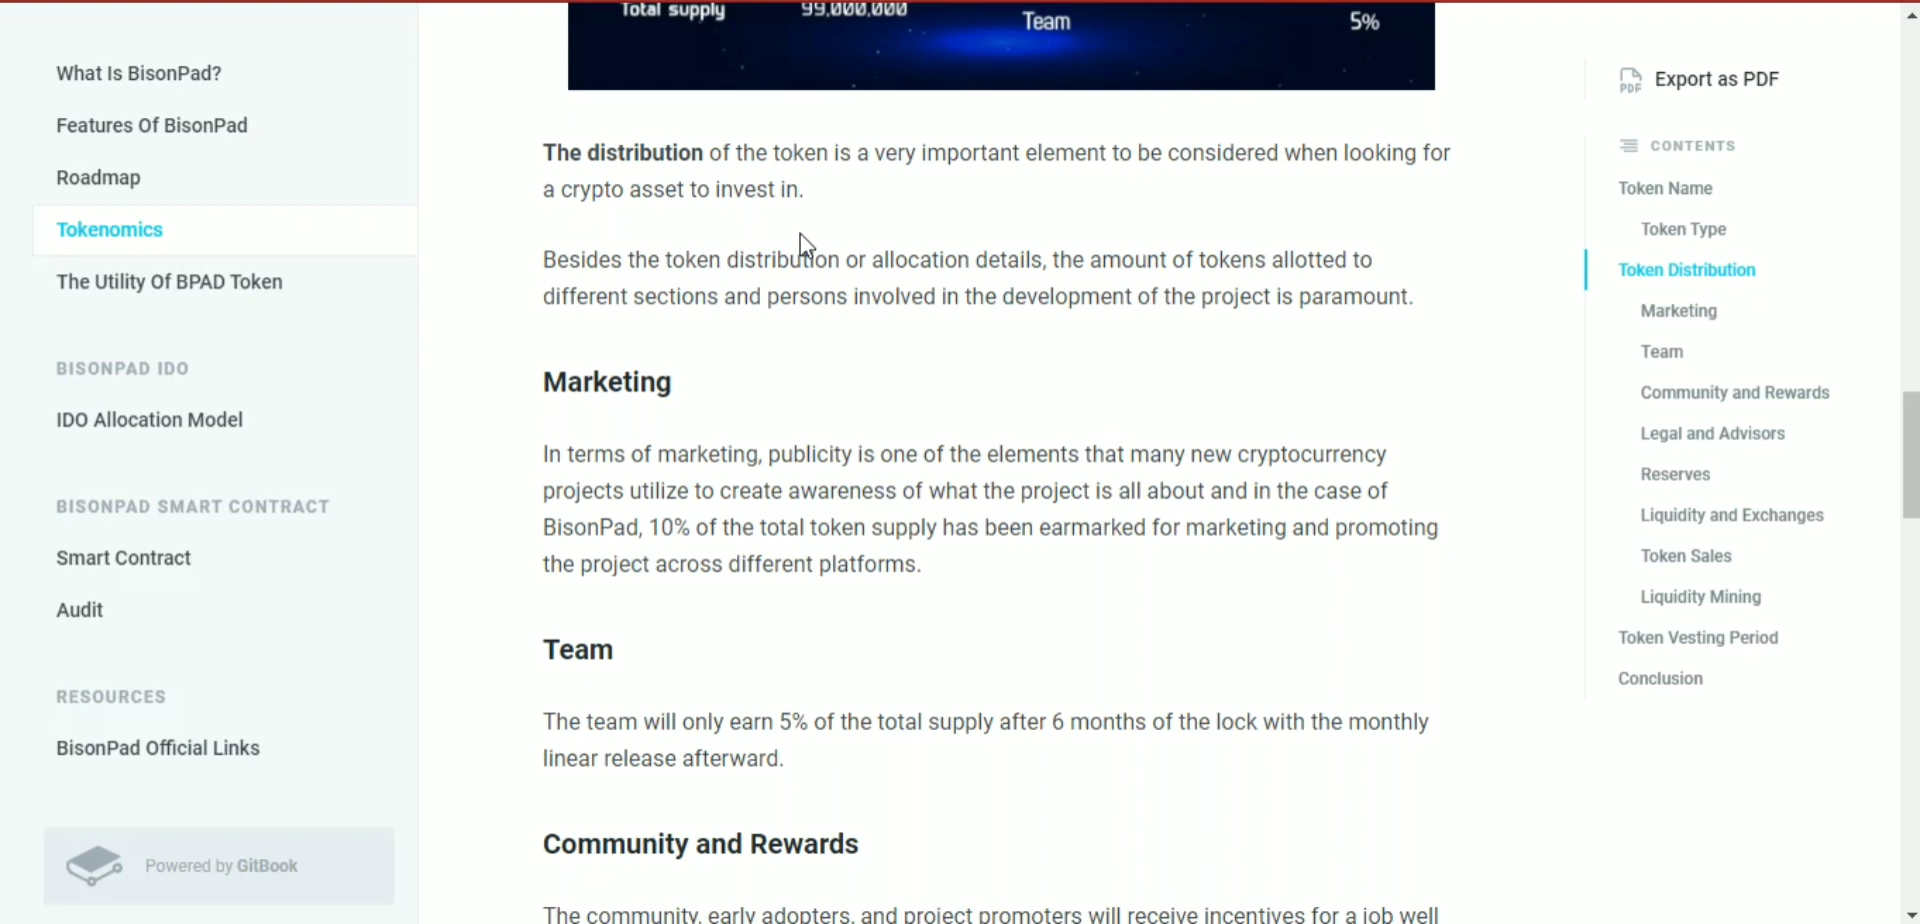 Total supply 99,000,000
Team 5%
What Is BisonPad?
Features Of BisonPad
Roadmap
Tokenomics
The Utility Of BPAD Token
BISONPAD IDO
IDO Allocation Model
BISONPAD SMART CONTRACT
Smart Contract
Audit
RESOURCES
BisonPad Official Links
Powered by GitBook
The distribution of the token is a very important element to be considered when looking for
a crypto asset to invest in.
Besides the token distribution or allocation details, the amount of tokens allotted to
different sections and persons involved in the development of the project is paramount.
Marketing
In terms of marketing, publicity is one of the elements that many new cryptocurrency
projects utilize to create awareness of what the project is all about and in the case of
BisonPad, 10% of the total token supply has been earmarked for marketing and promoting
the project across different platforms.
Team
The team will only earn 5% of the total supply after 6 months of the lock with the monthly
linear release afterward.
Community and Rewards
The community, early adopters, and project promoters will receive incentives for a job well
Export as PDF
PDF
CONTENTS
Token Name
Token Type
Token Distribution
Marketing
Team
Community and Rewards
Legal and Advisors
Reserves
Liquidity and Exchanges
Token Sales
Liquidity Mining
Token Vesting Period
Conclusion